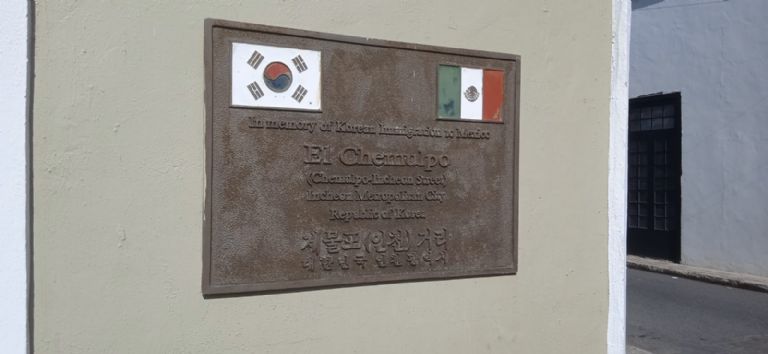 In memory of Korean Immigration to Mexico
El Chemulpo
(Chemulpo-Incheon Street)
Incheon Metropolitan City
Republic of Korea
제물포 (인천) 거리
대한민국 인천광역시